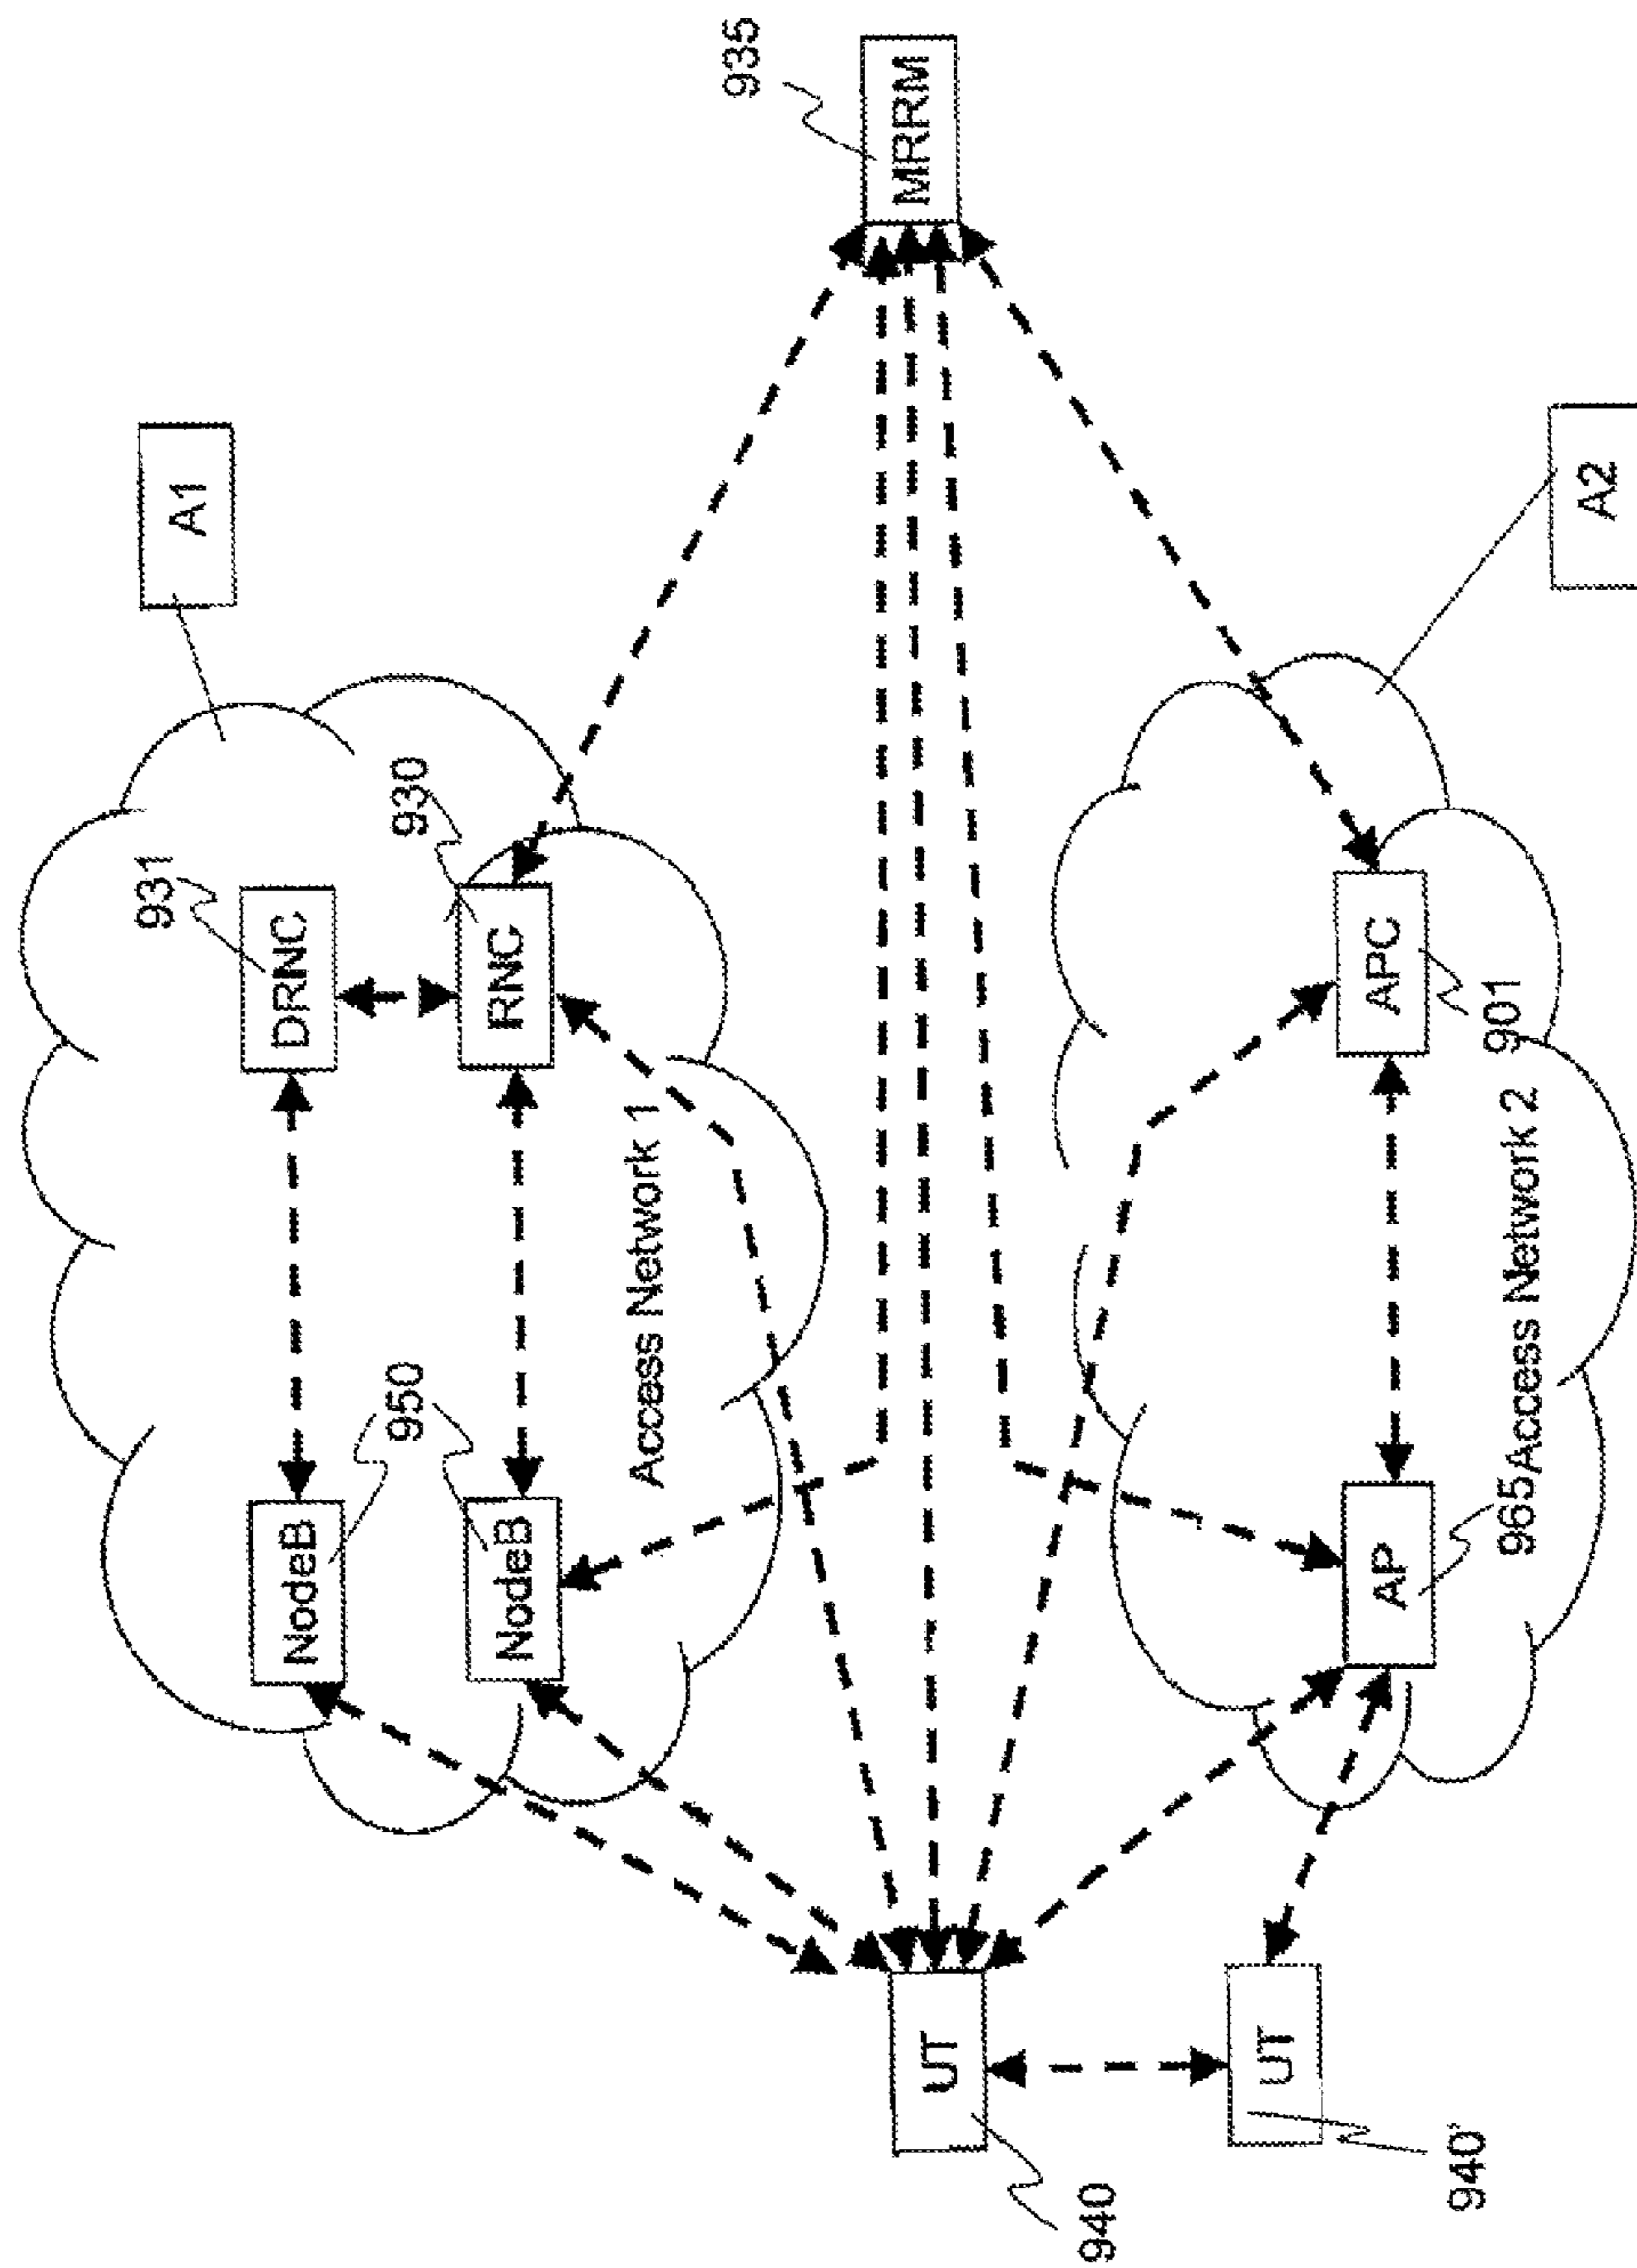 A1
931
DRNC
930
RNC
NodeB
950
NodeB
Access Network 1
935
MRRM
UT
940
UT
940'
APC
901
AP
965
Access Network 2
A2